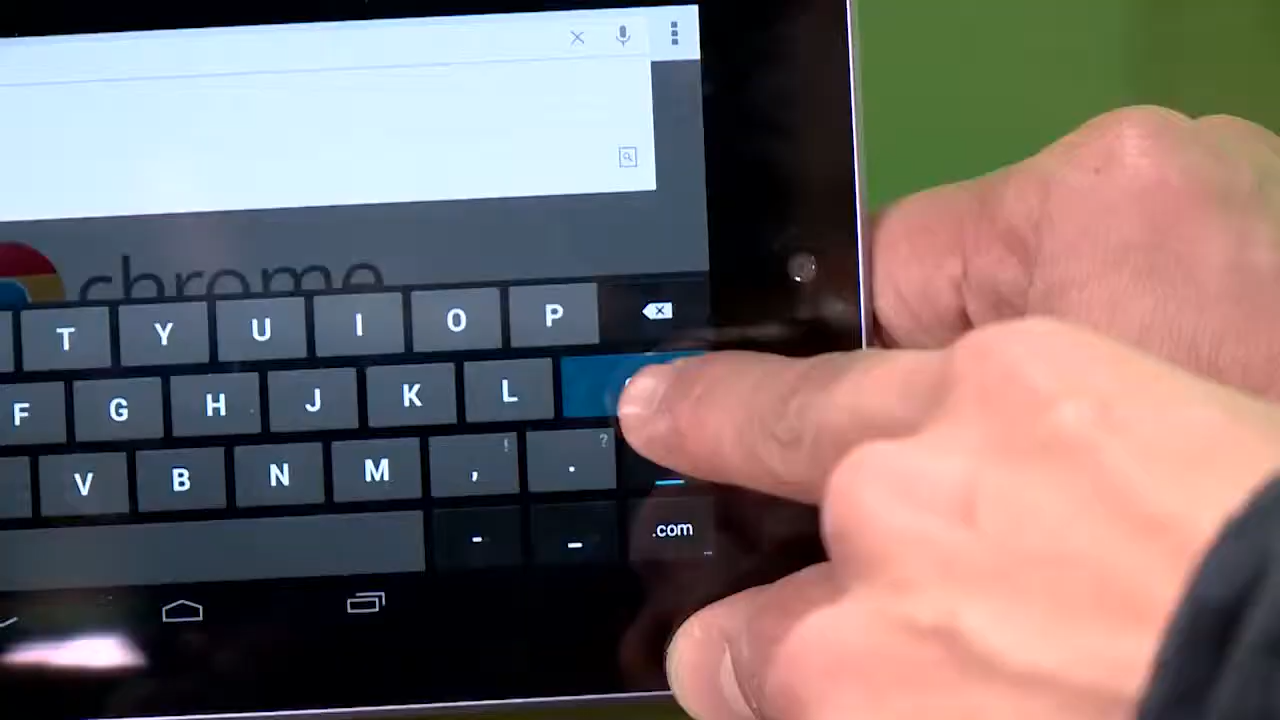 chrome
T Y U I O P
F G H J K L
! ?
V B N M , .
- _ .com
...